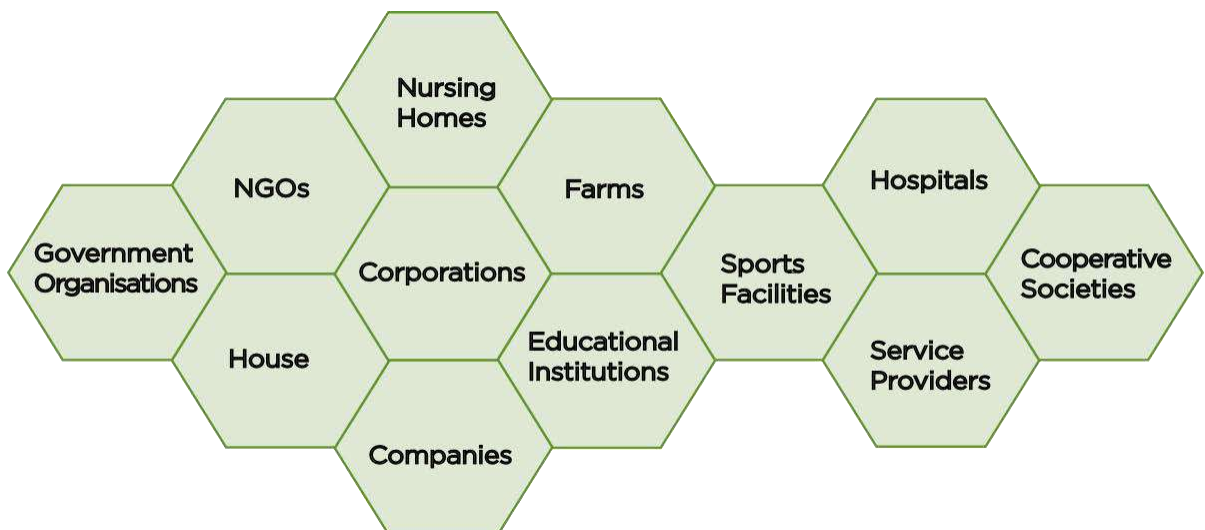 Nursing
Homes
NGOs
Farms
Hospitals
Government
Organisations
Corporations
Sports
Facilities
Cooperative
Societies
House
Educational
Institutions
Service
Providers
Companies